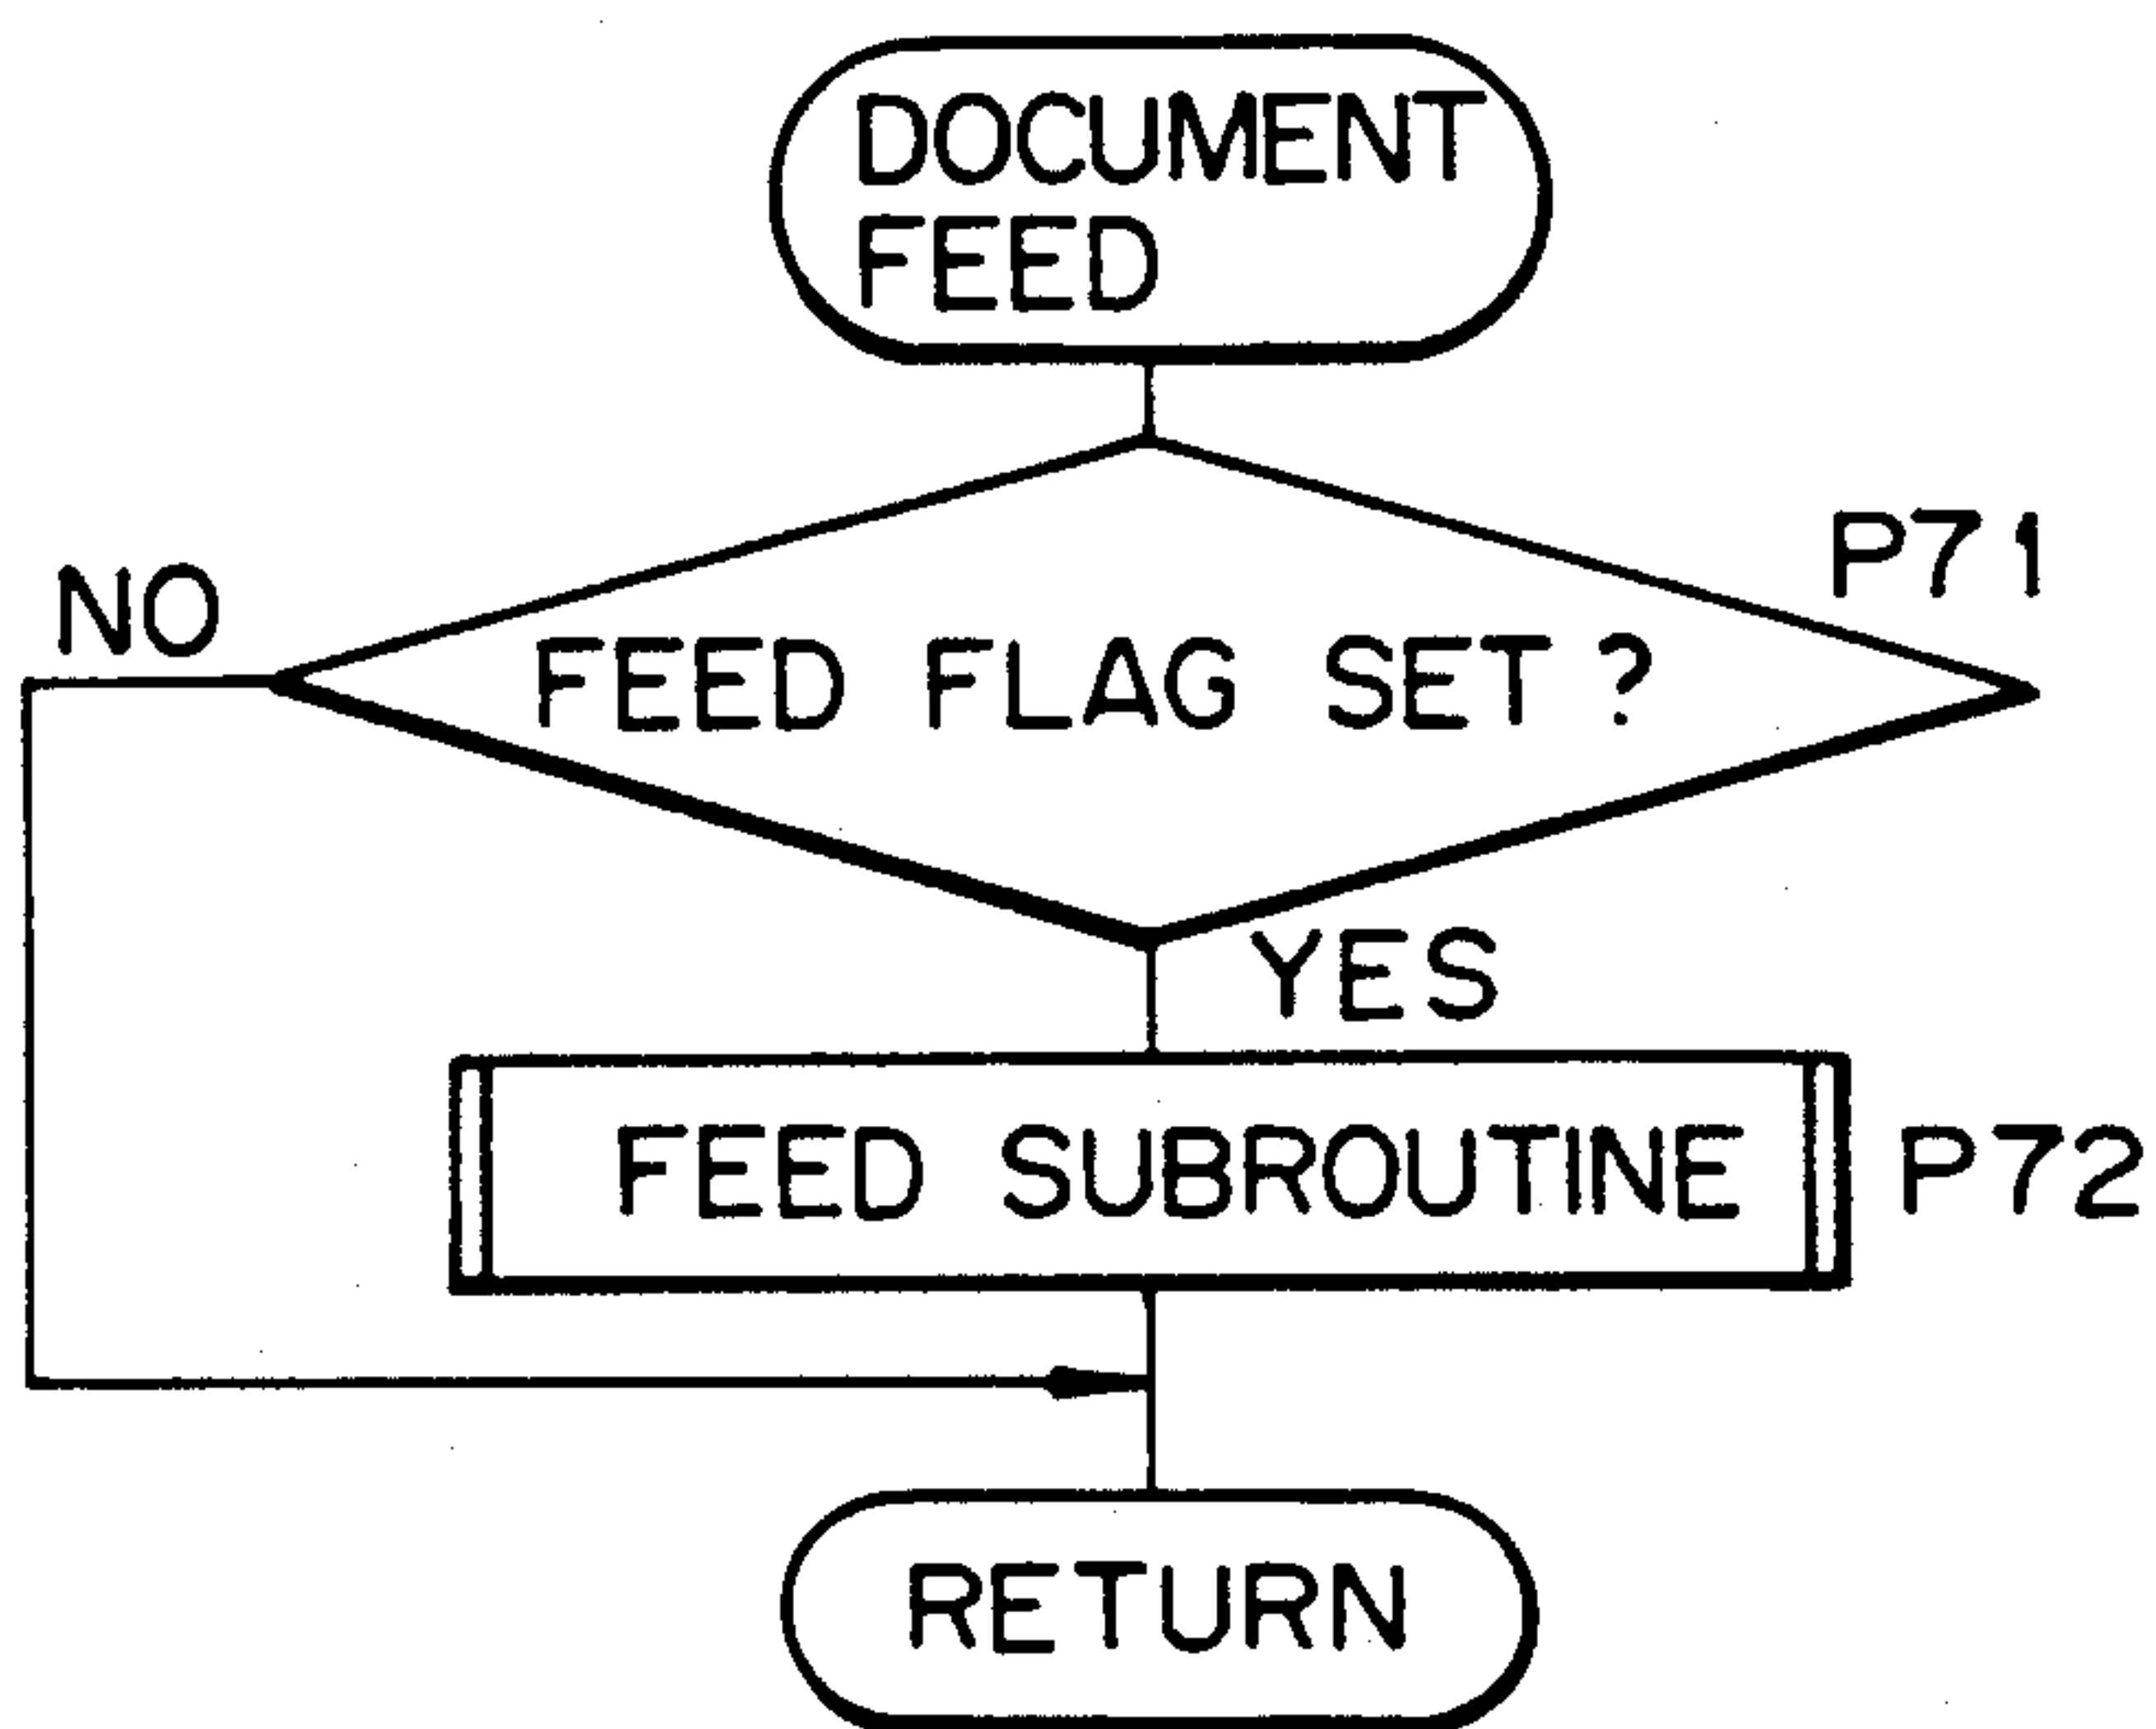 DOCUMENT
FEED
P71
NO
FEED FLAG SET ?
YES
FEED SUBROUTINE
P72
RETURN